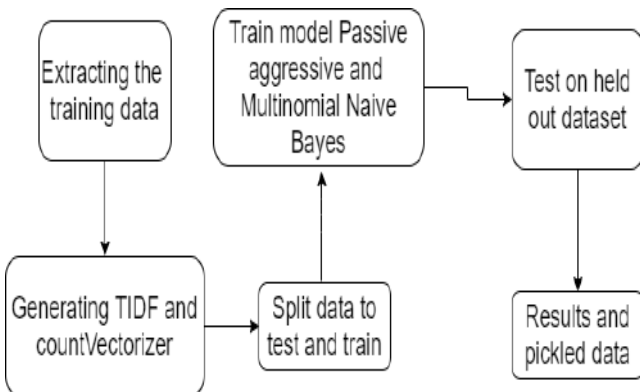 Extracting the
training data
Generating TIDF and
countVectorizer
Split data to
test and train
Train model Passive
aggressive and
Multinomial Naive
Bayes
Test on held
out dataset
Results and
pickled data